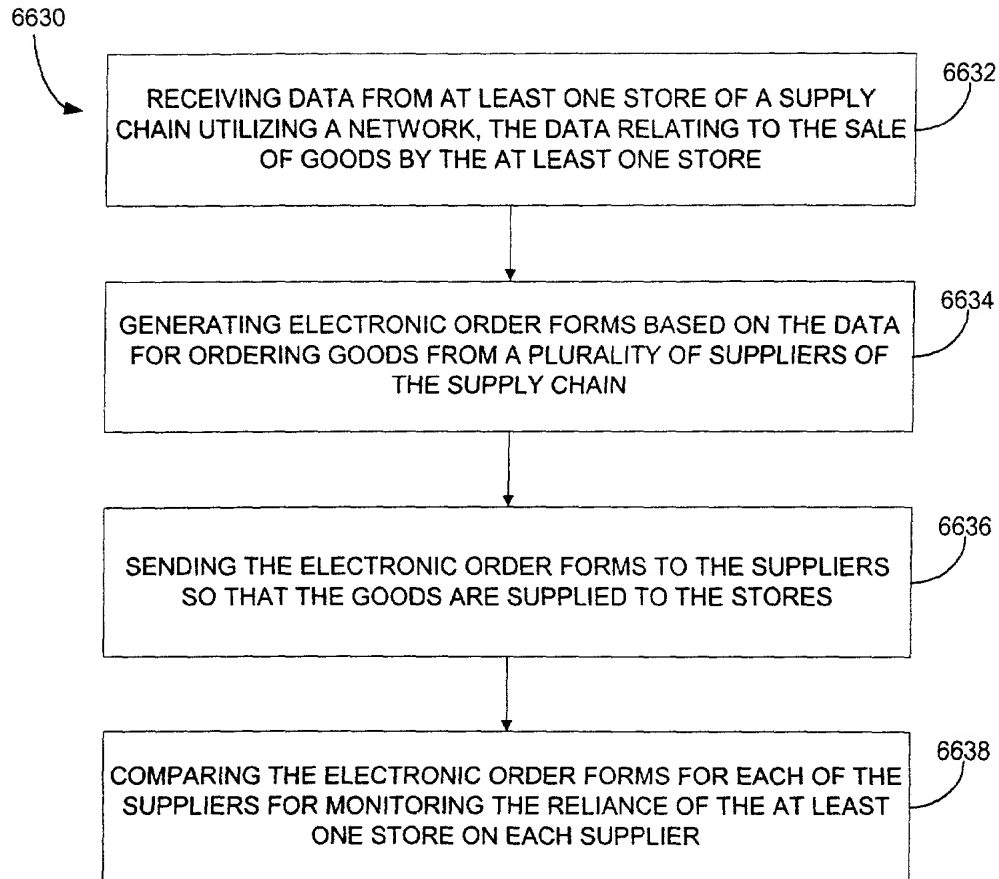 6630
6632
RECEIVING DATA FROM AT LEAST ONE STORE OF A SUPPLY
CHAIN UTILIZING A NETWORK, THE DATA RELATING TO THE SALE
OF GOODS BY THE AT LEAST ONE STORE
6634
GENERATING ELECTRONIC ORDER FORMS BASED ON THE DATA
FOR ORDERING GOODS FROM A PLURALITY OF SUPPLIERS OF
THE SUPPLY CHAIN
6636
SENDING THE ELECTRONIC ORDER FORMS TO THE SUPPLIERS
SO THAT THE GOODS ARE SUPPLIED TO THE STORES
6638
COMPARING THE ELECTRONIC ORDER FORMS FOR EACH OF THE
SUPPLIERS FOR MONITORING THE RELIANCE OF THE AT LEAST
ONE STORE ON EACH SUPPLIER